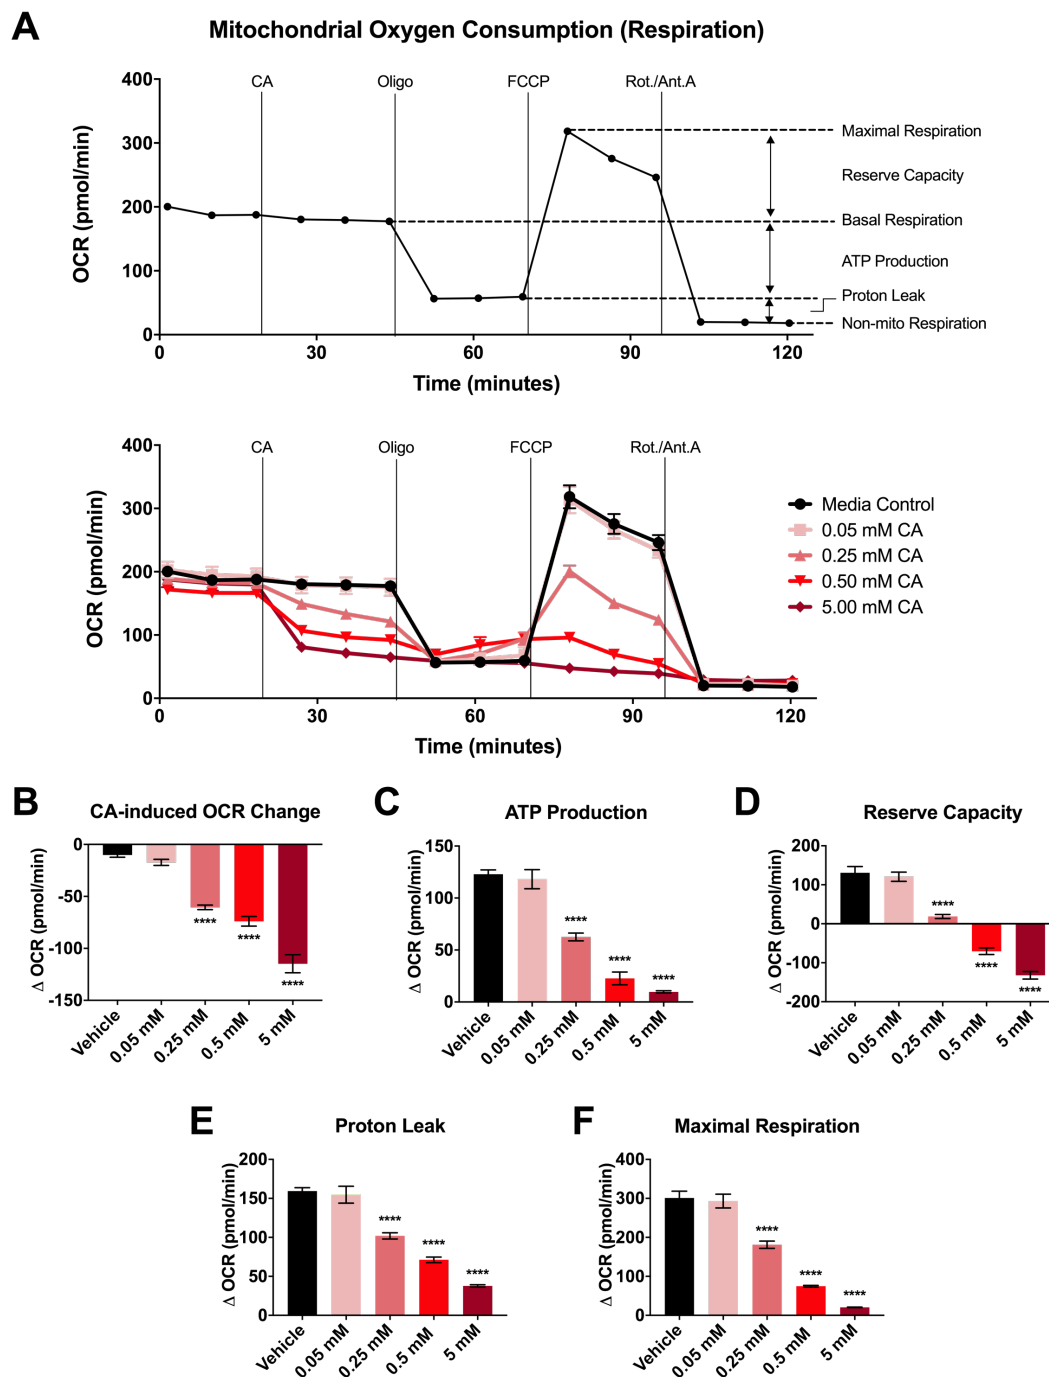 A
Mitochondrial Oxygen Consumption (Respiration)
CA
Oligo
FCCP
Rot./Ant.A
400
300
200
100
0
OCR (pmol/min)
Maximal Respiration
Reserve Capacity
Basal Respiration
ATP Production
Proton Leak
Non-mito Respiration
0
30
60
90
120
Time (minutes)
CA
Oligo
FCCP
Rot./Ant.A
400
300
200
100
0
OCR (pmol/min)
Media Control
0.05 mM CA
0.25 mM CA
0.50 mM CA
5.00 mM CA
0
30
60
90
120
Time (minutes)
B
CA-induced OCR Change
Δ OCR (pmol/min)
0
-50
-100
-150
****
****
****
Vehicle
0.05 mM
0.25 mM
0.5 mM
5 mM
C
ATP Production
Δ OCR (pmol/min)
150
100
50
0
****
****
****
Vehicle
0.05 mM
0.25 mM
0.5 mM
5 mM
D
Reserve Capacity
Δ OCR (pmol/min)
200
100
0
-100
-200
****
****
****
Vehicle
0.05 mM
0.25 mM
0.5 mM
5 mM
E
Proton Leak
Δ OCR (pmol/min)
200
150
100
50
0
****
****
****
Vehicle
0.05 mM
0.25 mM
0.5 mM
5 mM
F
Maximal Respiration
Δ OCR (pmol/min)
400
300
200
100
0
****
****
****
Vehicle
0.05 mM
0.25 mM
0.5 mM
5 mM